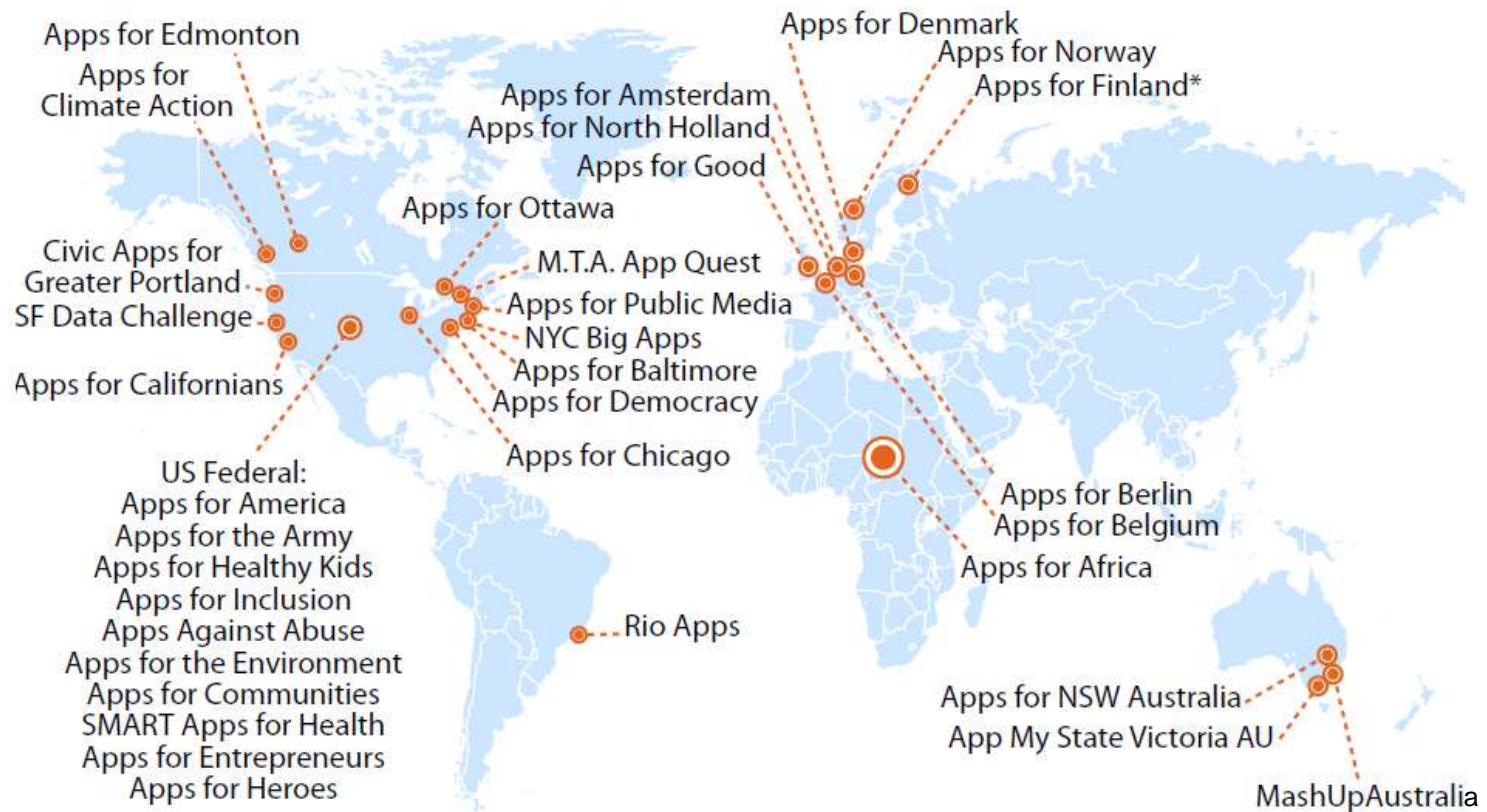 Apps for Edmonton
Apps for
Climate Action
Civic Apps for
Greater Portland
SF Data Challenge
Apps for Californians
US Federal:
Apps for America
Apps for the Army
Apps for Healthy Kids
Apps for Inclusion
Apps Against Abuse
Apps for the Environment
Apps for Communities
SMART Apps for Health
Apps for Entrepreneurs
Apps for Heroes
Apps for Ottawa
M.T.A. App Quest
Apps for Public Media
NYC Big Apps
Apps for Baltimore
Apps for Democracy
Apps for Chicago
Rio Apps
Apps for Denmark
Apps for Norway
Apps for Finland*
Apps for Amsterdam
Apps for North Holland
Apps for Good
Apps for Berlin
Apps for Belgium
Apps for Africa
Apps for NSW Australia
App My State Victoria AU
MashUpAustralia